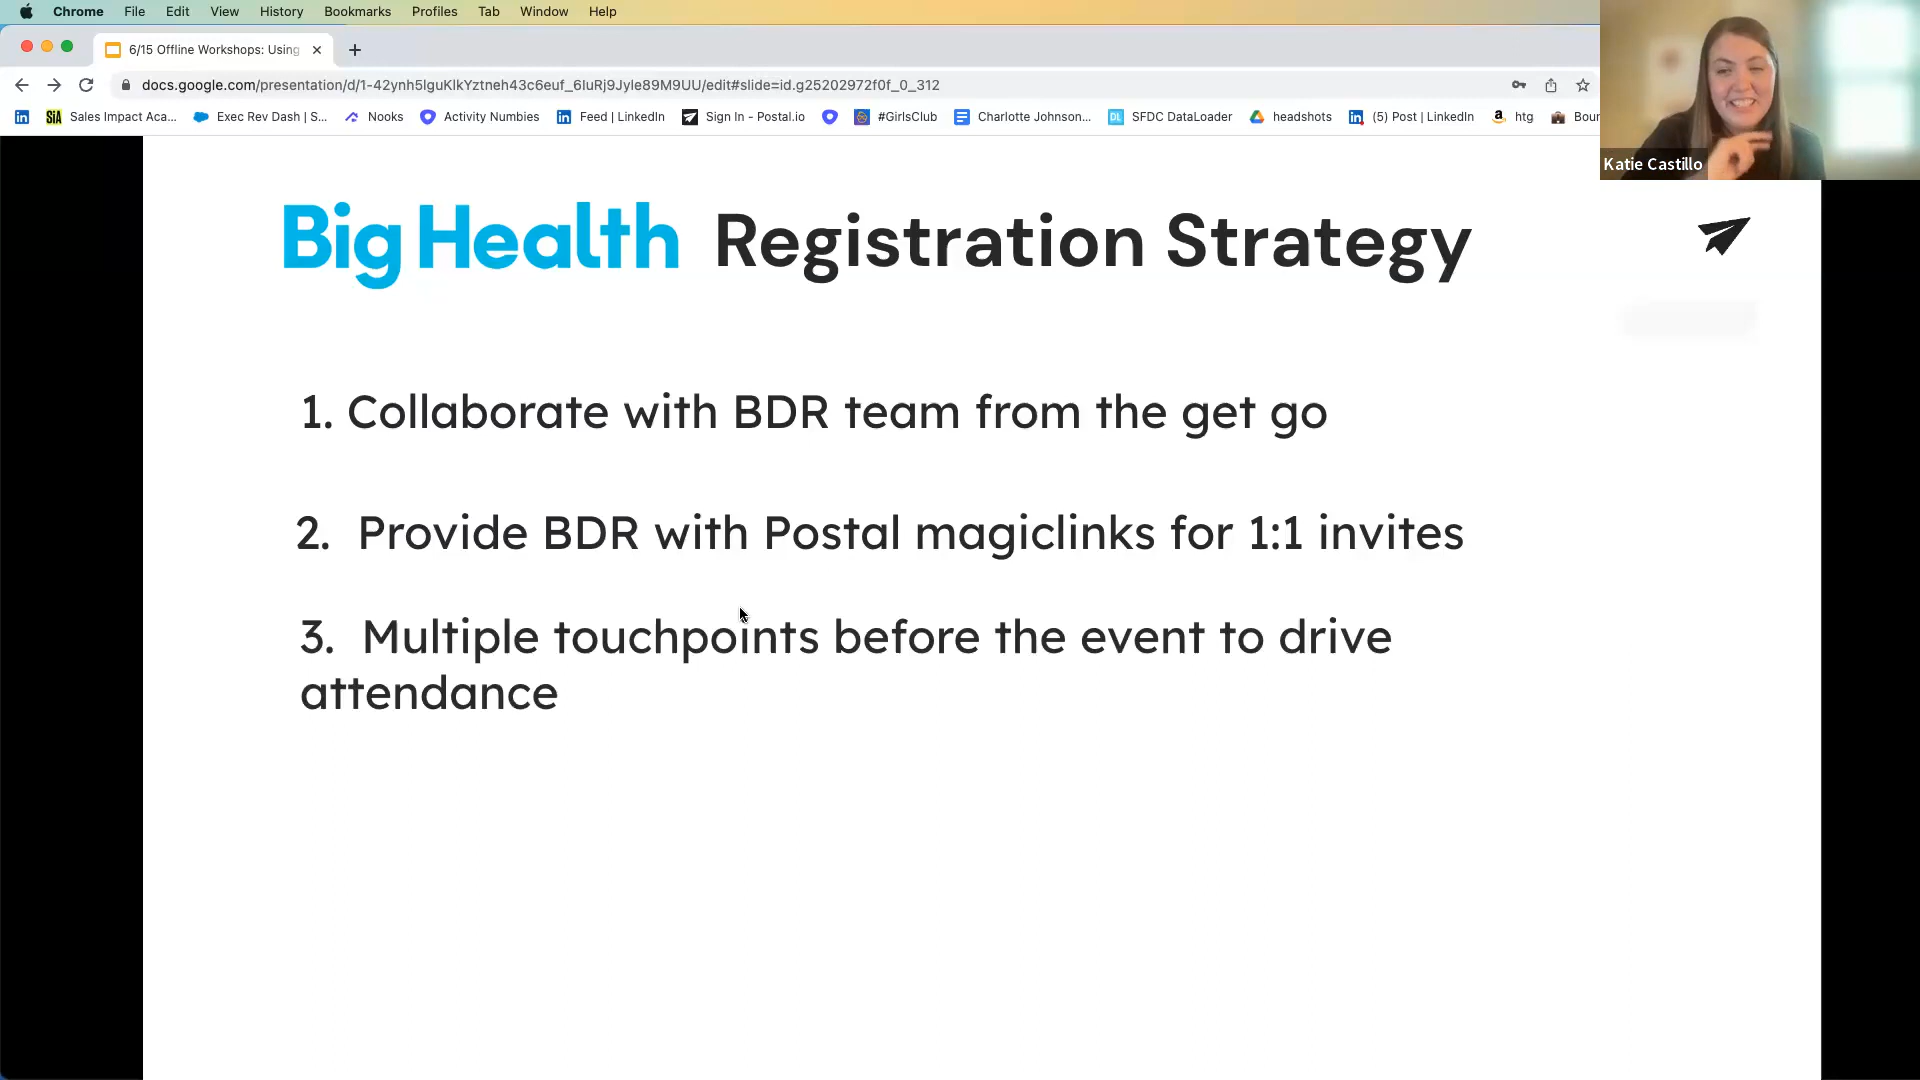 Chrome File Edit View History Bookmarks Profiles Tab Window Help
6/15 Offline Workshops: Using
docs.google.com/presentation/d/1-42ynh5lguKlkYztneh43c6euf_6luRj9Jyle89M9UU/edit#slide=id.g25202972f0f_0_312
SiA Sales Impact Aca... Exec Rev Dash | S... Nooks Activity Numbies Feed | LinkedIn Sign In - Postal.io #GirlsClub Charlotte Johnson... DL SFDC DataLoader headshots (5) Post | LinkedIn htg Bour
Katie Castillo
Big Health Registration Strategy
1. Collaborate with BDR team from the get go
2. Provide BDR with Postal magiclinks for 1:1 invites
3. Multiple touchpoints before the event to drive
attendance